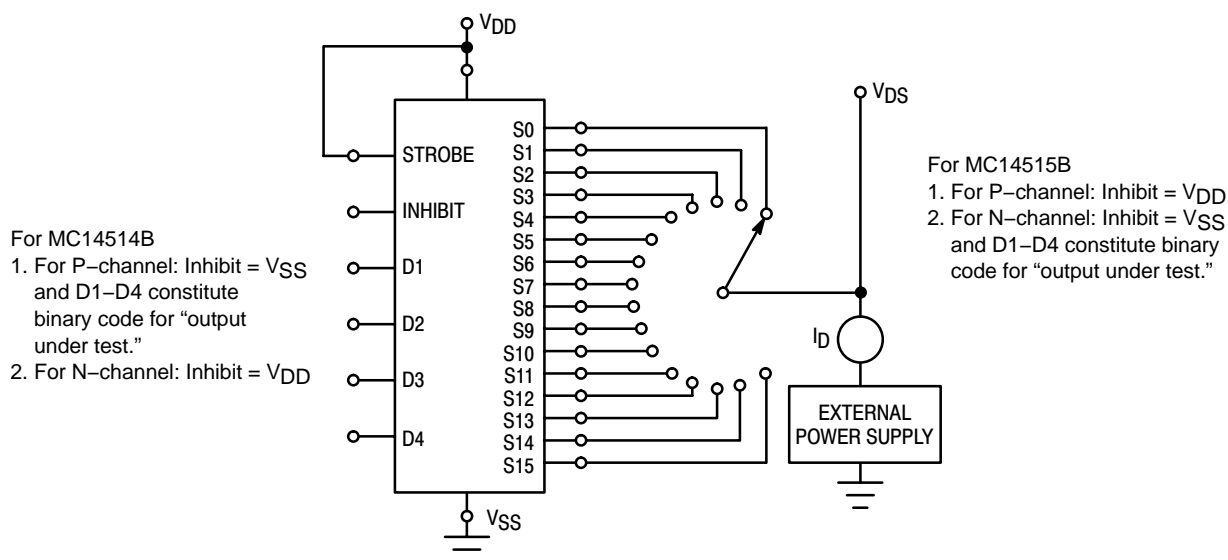 VDD
VDS
STROBE
INHIBIT
D1
D2
D3
D4
S0
S1
S2
S3
S4
S5
S6
S7
S8
S9
S10
S11
S12
S13
S14
S15
VSS
For MC14514B
1. For P−channel: Inhibit = VSS
and D1−D4 constitute
binary code for “output
under test.”
2. For N−channel: Inhibit = VDD
For MC14515B
1. For P−channel: Inhibit = VDD
2. For N−channel: Inhibit = VSS
and D1−D4 constitute binary
code for “output under test.”
ID
EXTERNAL
POWER SUPPLY